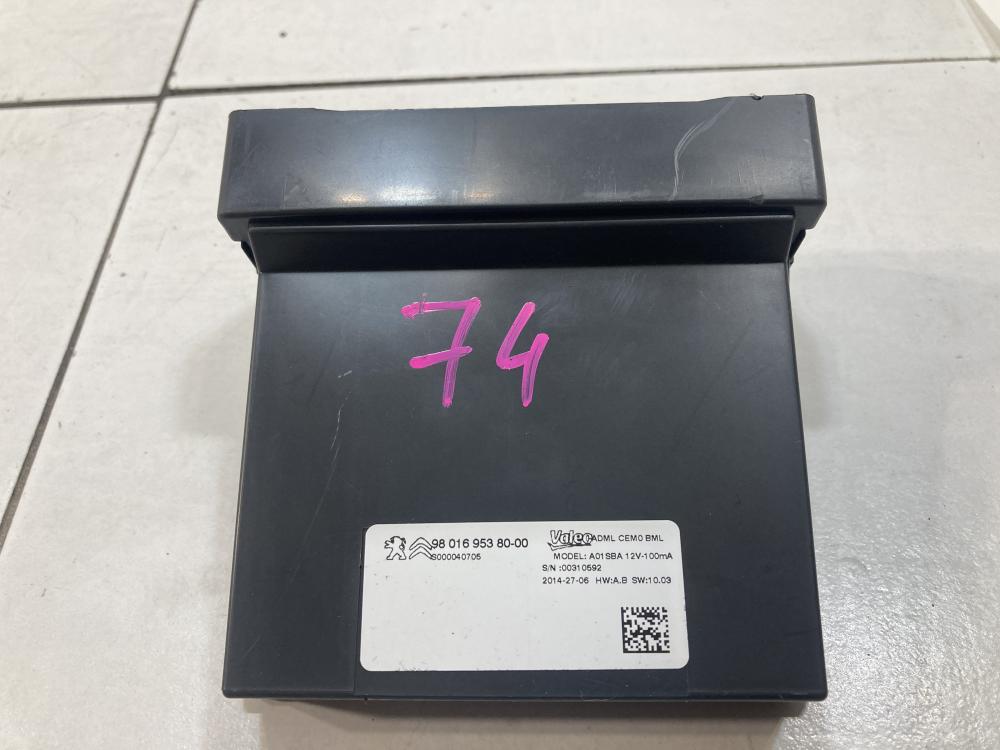 74
98 016 953 80-00
S000040705
Valeo ADML CEM0 BML
MODEL: A01SBA 12V-100mA
S/N :00310592
2014-27-06 HW:A.B SW:10.03